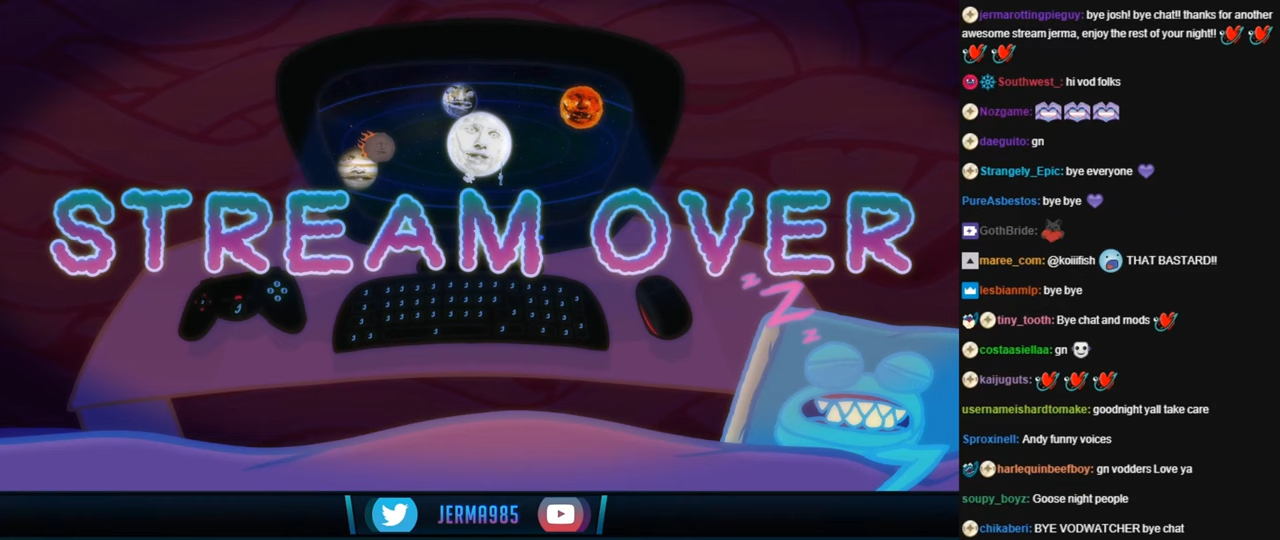 STREAM OVER
z Z z
JERMA985
jermarottingpieguy: bye josh! bye chat!! thanks for another
awesome stream jerma, enjoy the rest of your night!!
Southwest_: hi vod folks
Nozgame:
daeguito: gn
Strangely_Epic: bye everyone
PureAsbestos: bye bye
GothBride:
maree_com: @koiiifish THAT BASTARD!!
lesbianmlp: bye bye
tiny_tooth: Bye chat and mods
costaasiellaa: gn
kaijuguts:
usernameishardtomake: goodnight yall take care
Sproxinell: Andy funny voices
harlequinbeefboy: gn vodders Love ya
soupy_boyz: Goose night people
chikaberi: BYE VODWATCHER bye chat